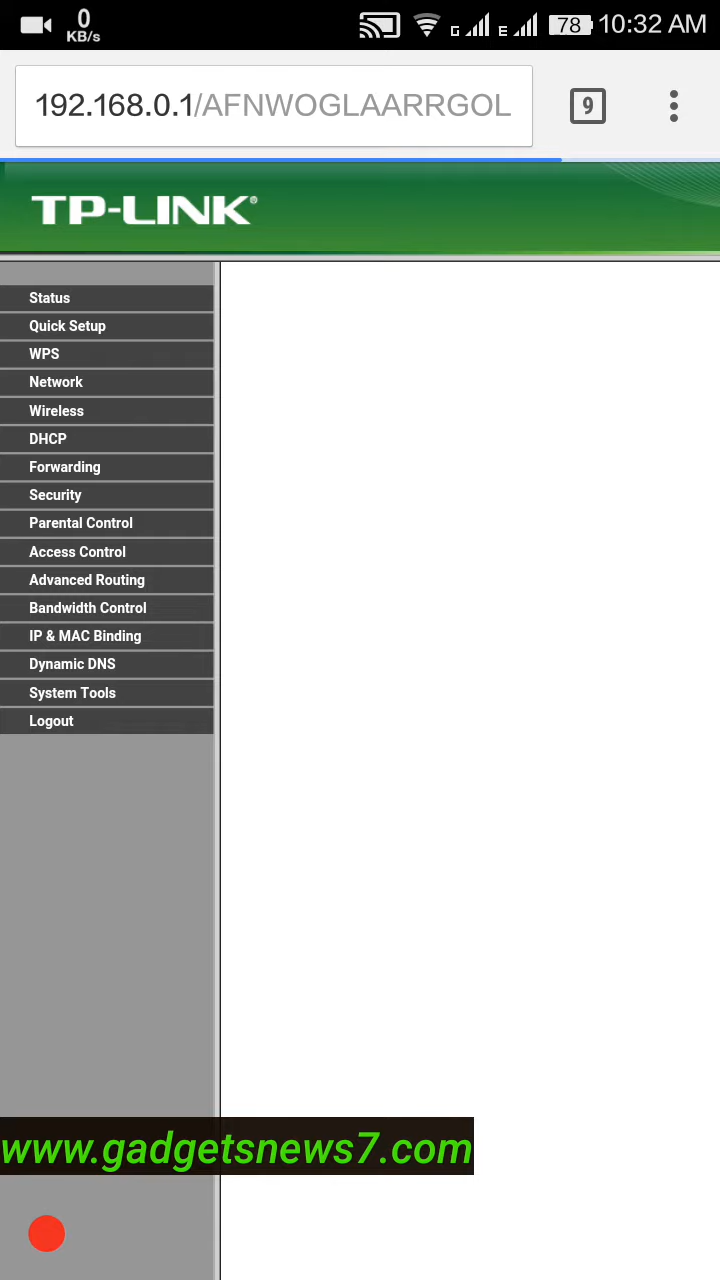 0
KB/s
G
E
78
10:32 AM
192.168.0.1/AFNWOGLAARRGOL
9
TP-LINK®
Status
Quick Setup
WPS
Network
Wireless
DHCP
Forwarding
Security
Parental Control
Access Control
Advanced Routing
Bandwidth Control
IP & MAC Binding
Dynamic DNS
System Tools
Logout
www.gadgetsnews7.com